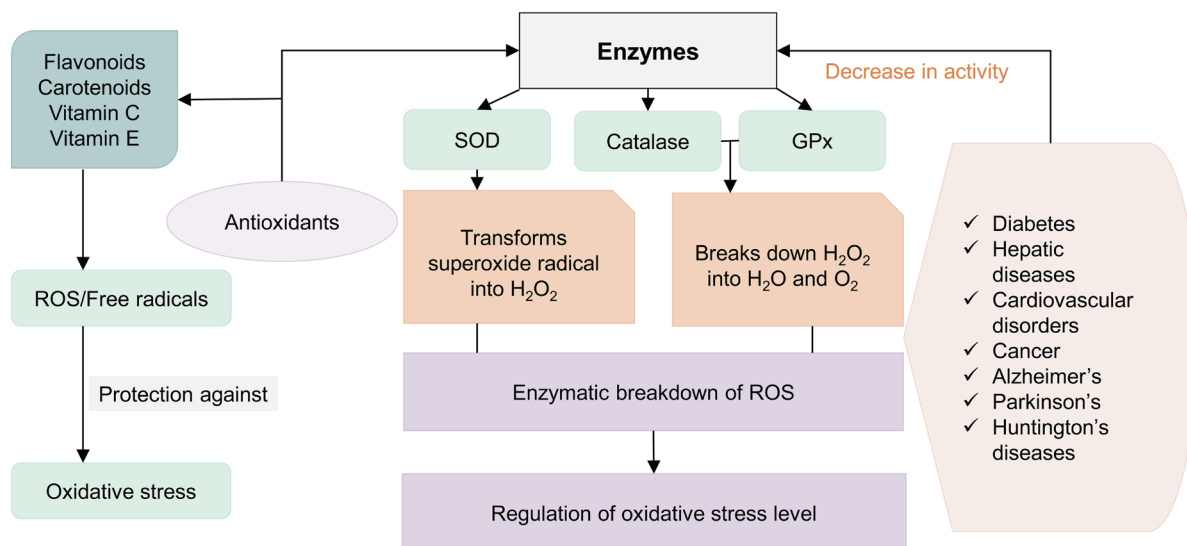 Flavonoids
Carotenoids
Vitamin C
Vitamin E
Antioxidants
ROS/Free radicals
Protection against
Oxidative stress
Enzymes
Decrease in activity
SOD
Catalase
GPx
Transforms
superoxide radical
into H₂O₂
Breaks down H₂O₂
into H₂O and O₂
Enzymatic breakdown of ROS
Regulation of oxidative stress level
✓ Diabetes
✓ Hepatic
diseases
✓ Cardiovascular
disorders
✓ Cancer
✓ Alzheimer’s
✓ Parkinson’s
✓ Huntington’s
diseases